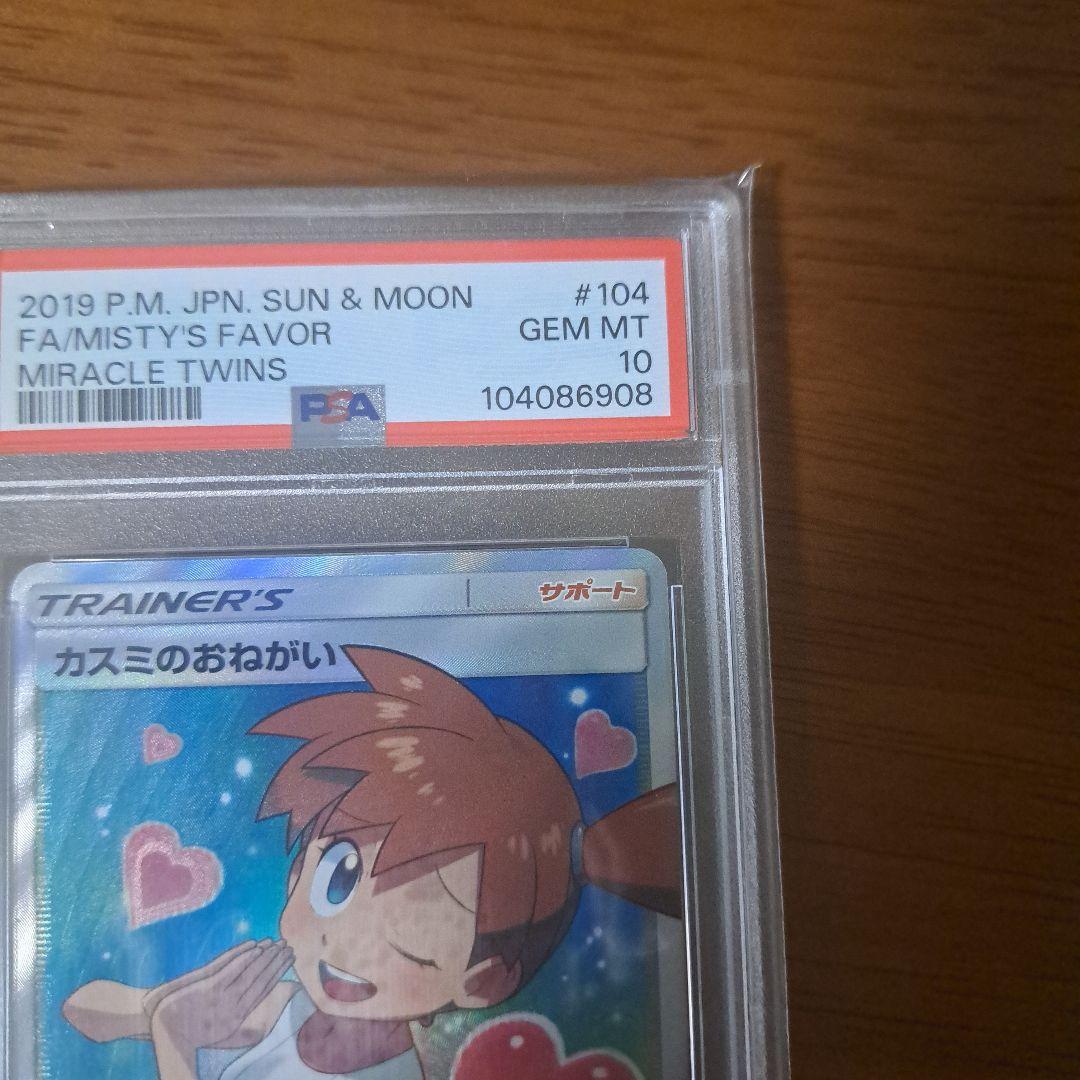 2019 P.M. JPN. SUN & MOON #104
FA/MISTY'S FAVOR GEM MT
MIRACLE TWINS 10
PSA 104086908
TRAINER'S サポート
カスミのおねがい